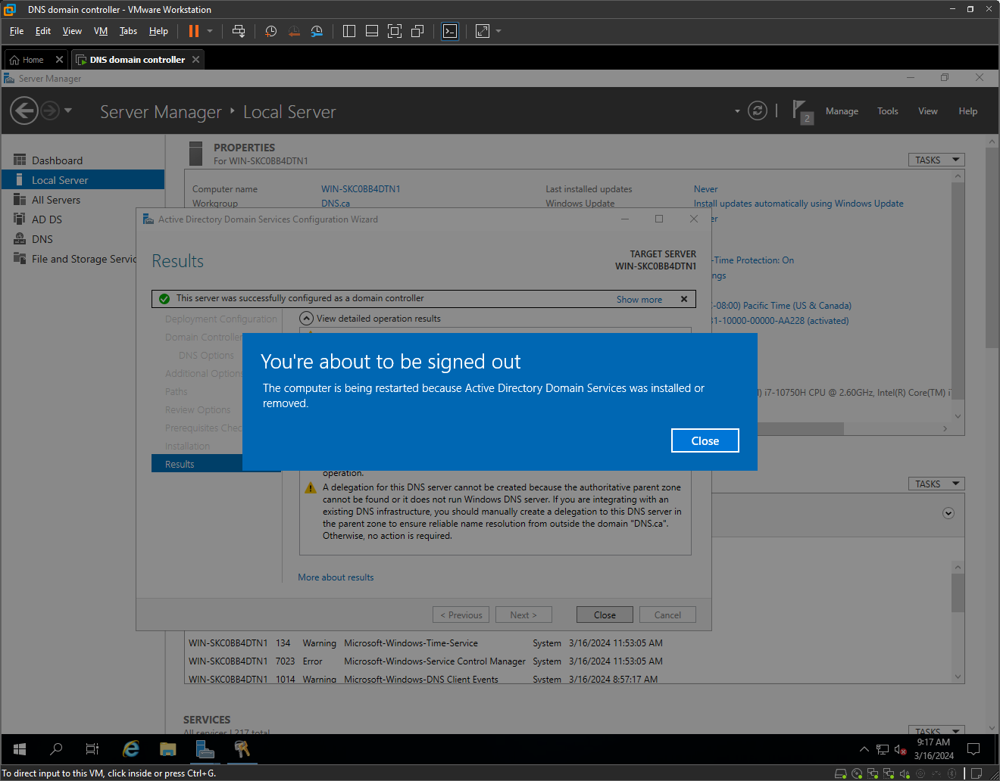 DNS domain controller - VMware Workstation
File Edit View VM Tabs Help
Home
DNS domain controller
Server Manager
Server Manager Local Server
2
Manage Tools View Help
Dashboard
Local Server
All Servers
AD DS
DNS
File and Storage Servic
PROPERTIES
For WIN-SKC0BB4DTN1
TASKS
Computer name WIN-SKC0BB4DTN1 Last installed updates Never
Workgroup DNS.ca Windows Update Install updates automatically using Windows Update
er
-Time Protection: On
ngs
C-08:00) Pacific Time (US & Canada)
31-10000-00000-AA228 (activated)
) i7-10750H CPU @ 2.60GHz, Intel(R) Core(TM) i7
Active Directory Domain Services Configuration Wizard
Results
TARGET SERVER
WIN-SKC0BB4DTN1
This server was successfully configured as a domain controller Show more
Deployment Configuration
Domain Controller
DNS Options
Additional Options
Paths
Review Options
Prerequisites Chec
Installation
Results
View detailed operation results
You're about to be signed out
The computer is being restarted because Active Directory Domain Services was installed or
removed.
Close
operation.
A delegation for this DNS server cannot be created because the authoritative parent zone
cannot be found or it does not run Windows DNS server. If you are integrating with an
existing DNS infrastructure, you should manually create a delegation to this DNS server in
the parent zone to ensure reliable name resolution from outside the domain "DNS.ca".
Otherwise, no action is required.
More about results
< Previous Next > Close Cancel
TASKS
WIN-SKC0BB4DTN1 134 Warning Microsoft-Windows-Time-Service System 3/16/2024 11:53:05 AM
WIN-SKC0BB4DTN1 7023 Error Microsoft-Windows-Service Control Manager System 3/16/2024 11:53:05 AM
WIN-SKC0BB4DTN1 1014 Warning Microsoft-Windows-DNS Client Events System 3/16/2024 8:57:17 AM
SERVICES
All services | 217 total
TASKS
9:17 AM
3/16/2024
To direct input to this VM, click inside or press Ctrl+G.